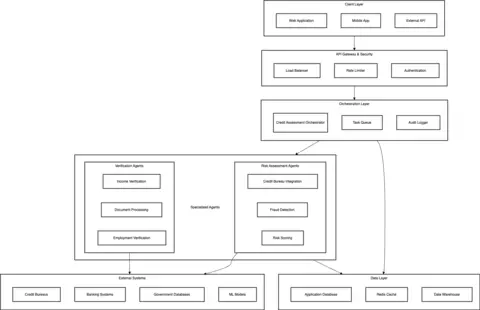 Client Layer
Web Application
Mobile App
External API
API Gateway & Security
Load Balancer
Rate Limiter
Authentication
Orchestration Layer
Credit Assessment Orchestrator
Task Queue
Audit Logger
Verification Agents
Risk Assessment Agents
Income Verification
Credit Bureau Integration
Specialized Agents
Document Processing
Fraud Detection
Employment Verification
Risk Scoring
External Systems
Data Layer
Credit Bureaus
Banking Systems
Government Databases
ML Models
Application Database
Redis Cache
Data Warehouse